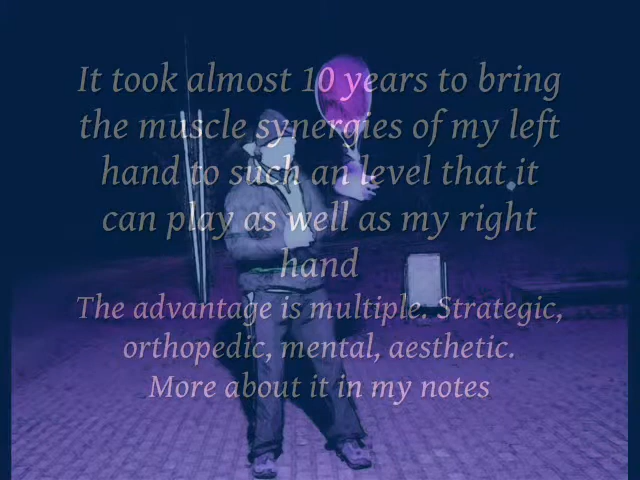 It took almost 10 years to bring
the muscle synergies of my left
hand to such an level that it
can play as well as my right
hand
The advantage is multiple. Strategic,
orthopedic, mental, aesthetic.
More about it in my notes